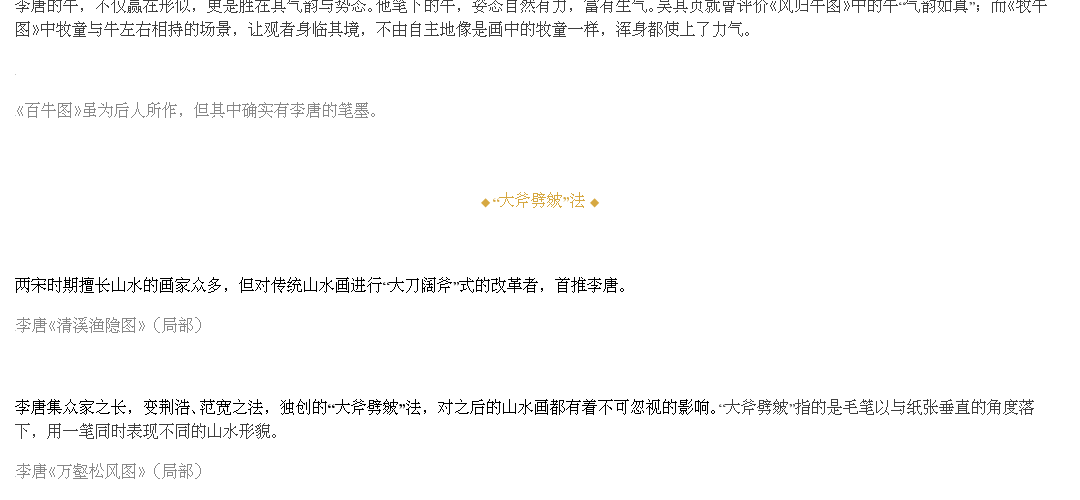 李唐的牛，不仅赢在形似，更是胜在其气韵与势态。他笔下的牛，姿态自然有力，富有生气。吴其贞就曾评价《风归牛图》中的牛“气韵如真”；而《牧牛
图》中牧童与牛左右相持的场景，让观者身临其境，不由自主地像是画中的牧童一样，浑身都使上了力气。
《百牛图》虽为后人所作，但其中确实有李唐的笔墨。
◆“大斧劈皴”法◆
两宋时期擅长山水的画家众多，但对传统山水画进行“大刀阔斧”式的改革者，首推李唐。
李唐《清溪渔隐图》（局部）
李唐集众家之长，变荆浩、范宽之法，独创的“大斧劈皴”法，对之后的山水画都有着不可忽视的影响。“大斧劈皴”指的是毛笔以与纸张垂直的角度落
下，用一笔同时表现不同的山水形貌。
李唐《万壑松风图》（局部）